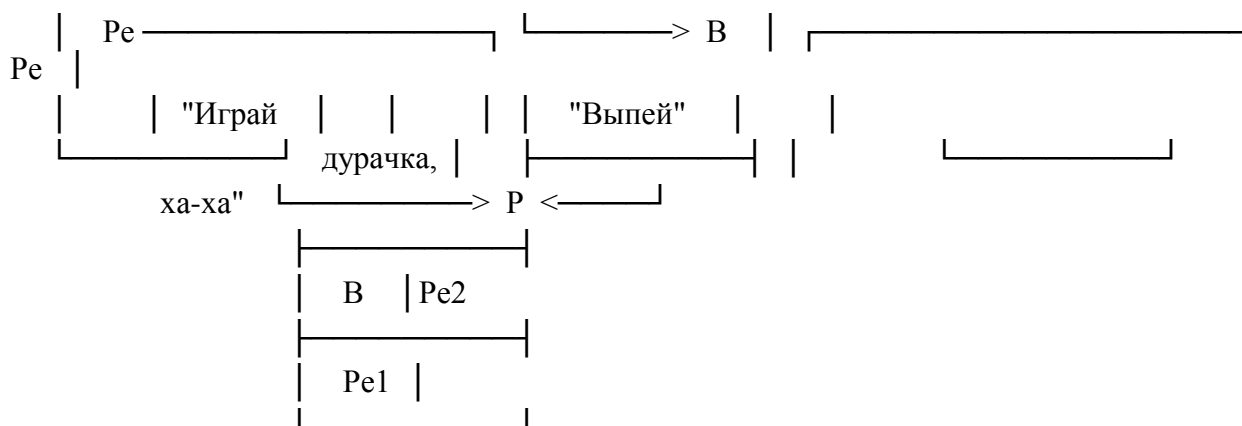 Ре В
Ре
"Играй "Выпей"
дурачка,
ха-ха" Р
В Ре2
Ре1